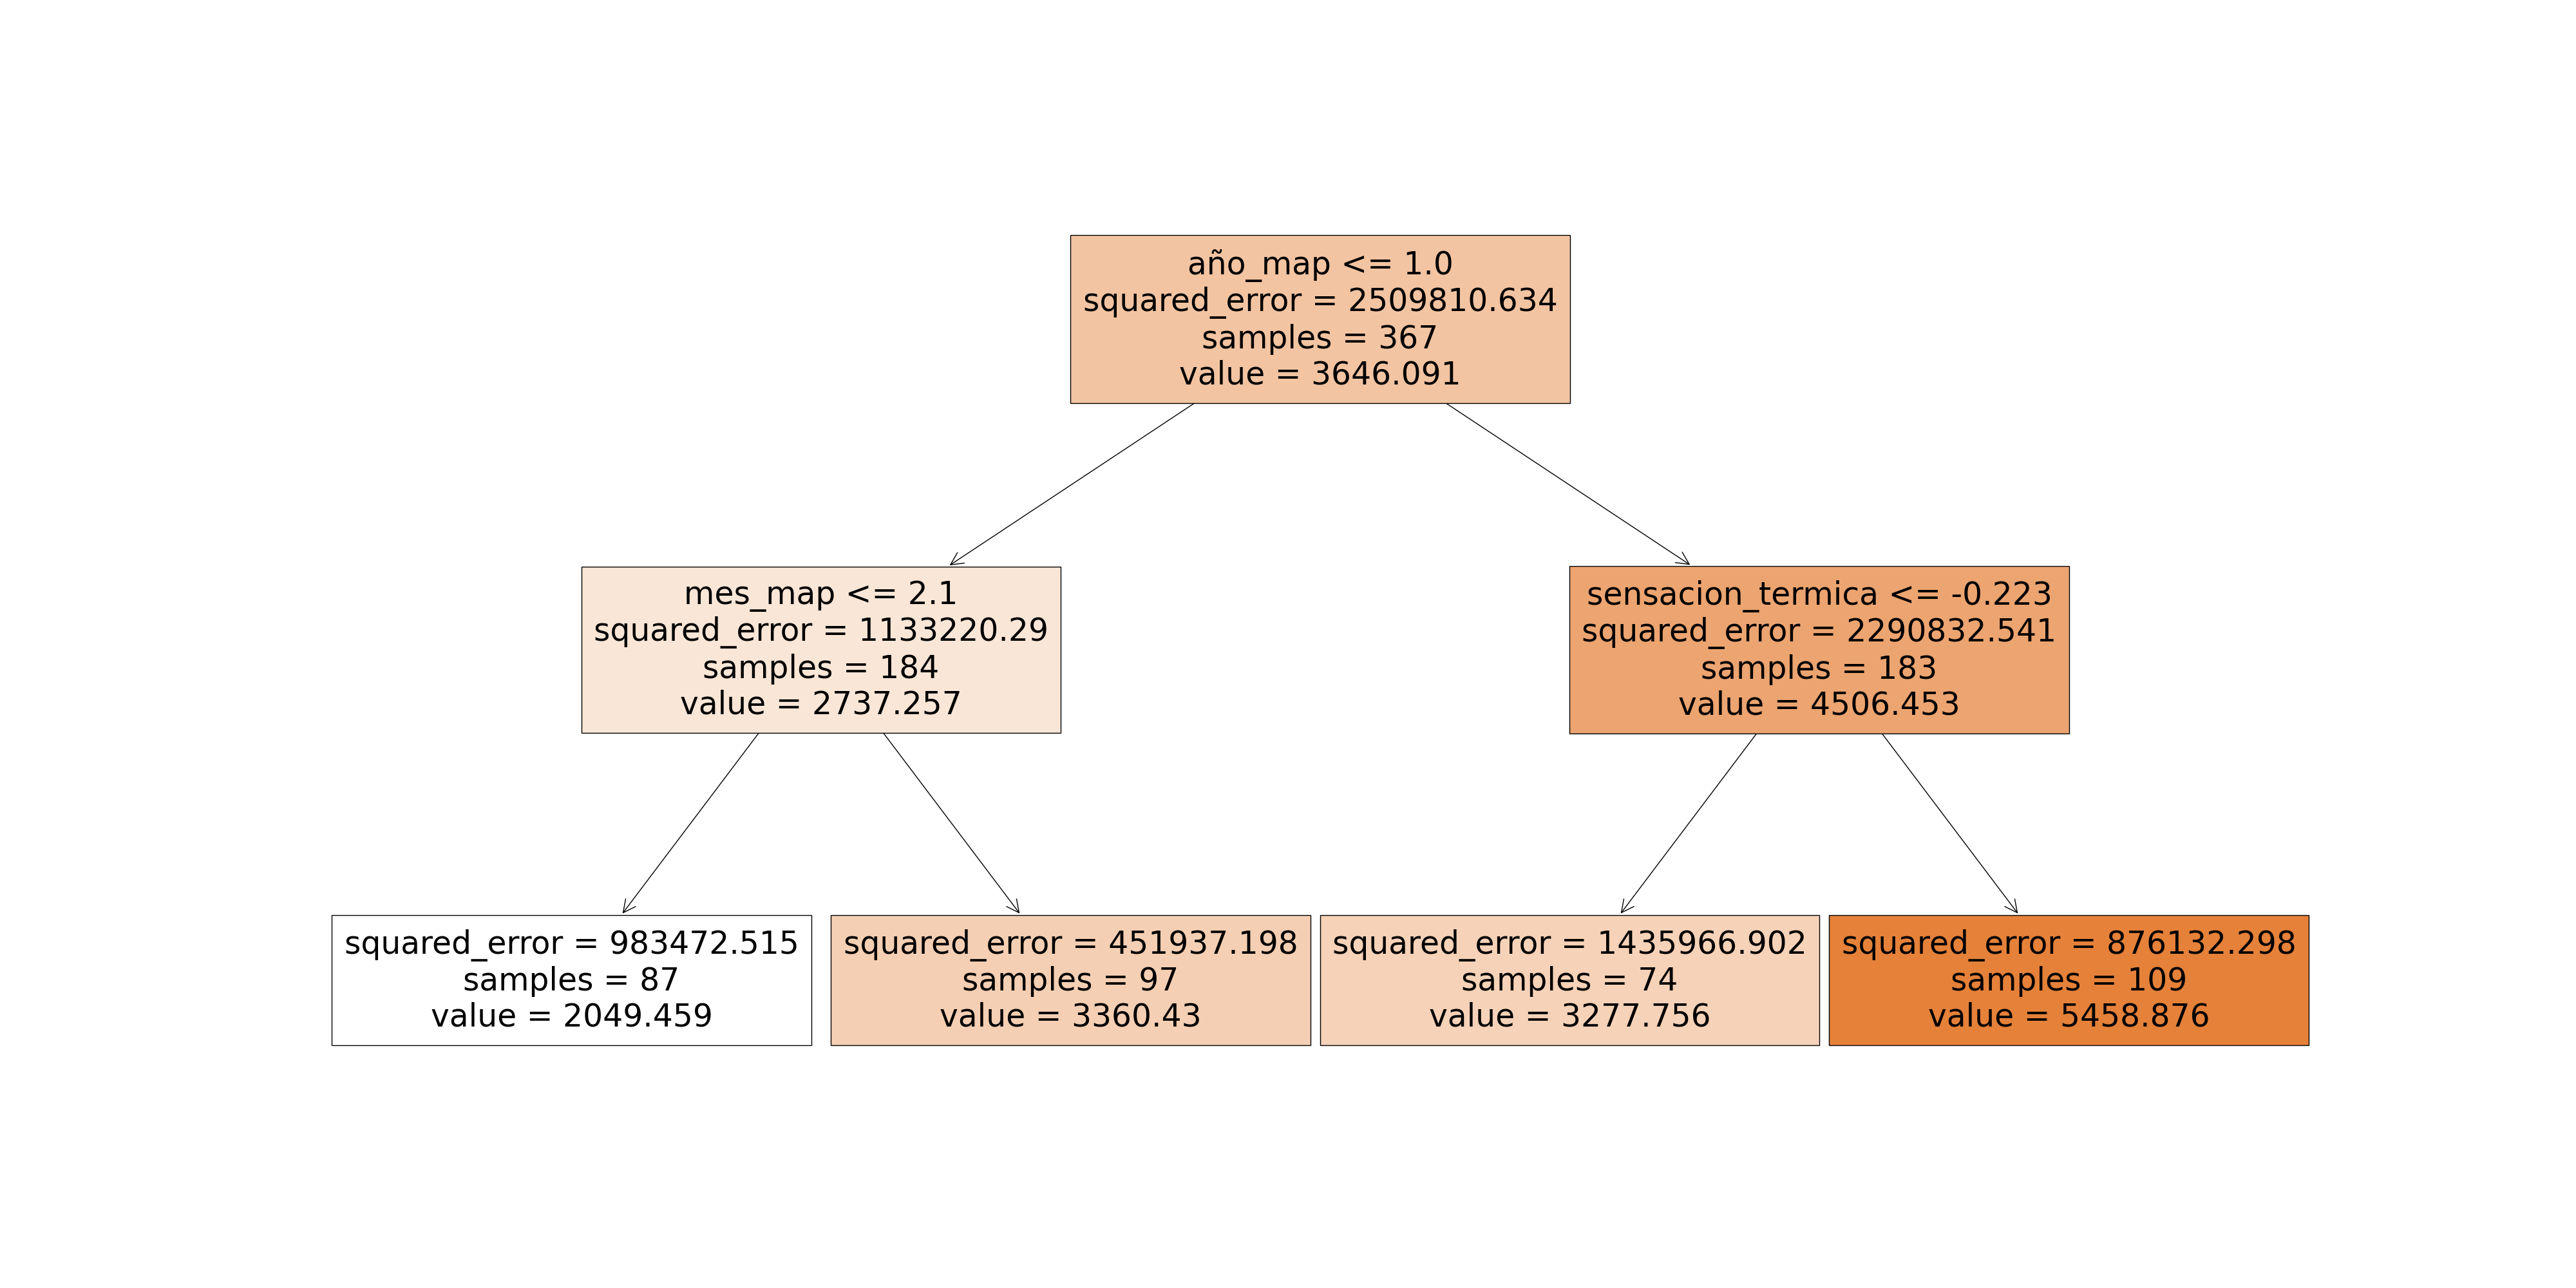 año_map <= 1.0
squared_error = 2509810.634
samples = 367
value = 3646.091
mes_map <= 2.1
squared_error = 1133220.29
samples = 184
value = 2737.257
sensacion_termica <= -0.223
squared_error = 2290832.541
samples = 183
value = 4506.453
squared_error = 983472.515
samples = 87
value = 2049.459
squared_error = 451937.198
samples = 97
value = 3360.43
squared_error = 1435966.902
samples = 74
value = 3277.756
squared_error = 876132.298
samples = 109
value = 5458.876